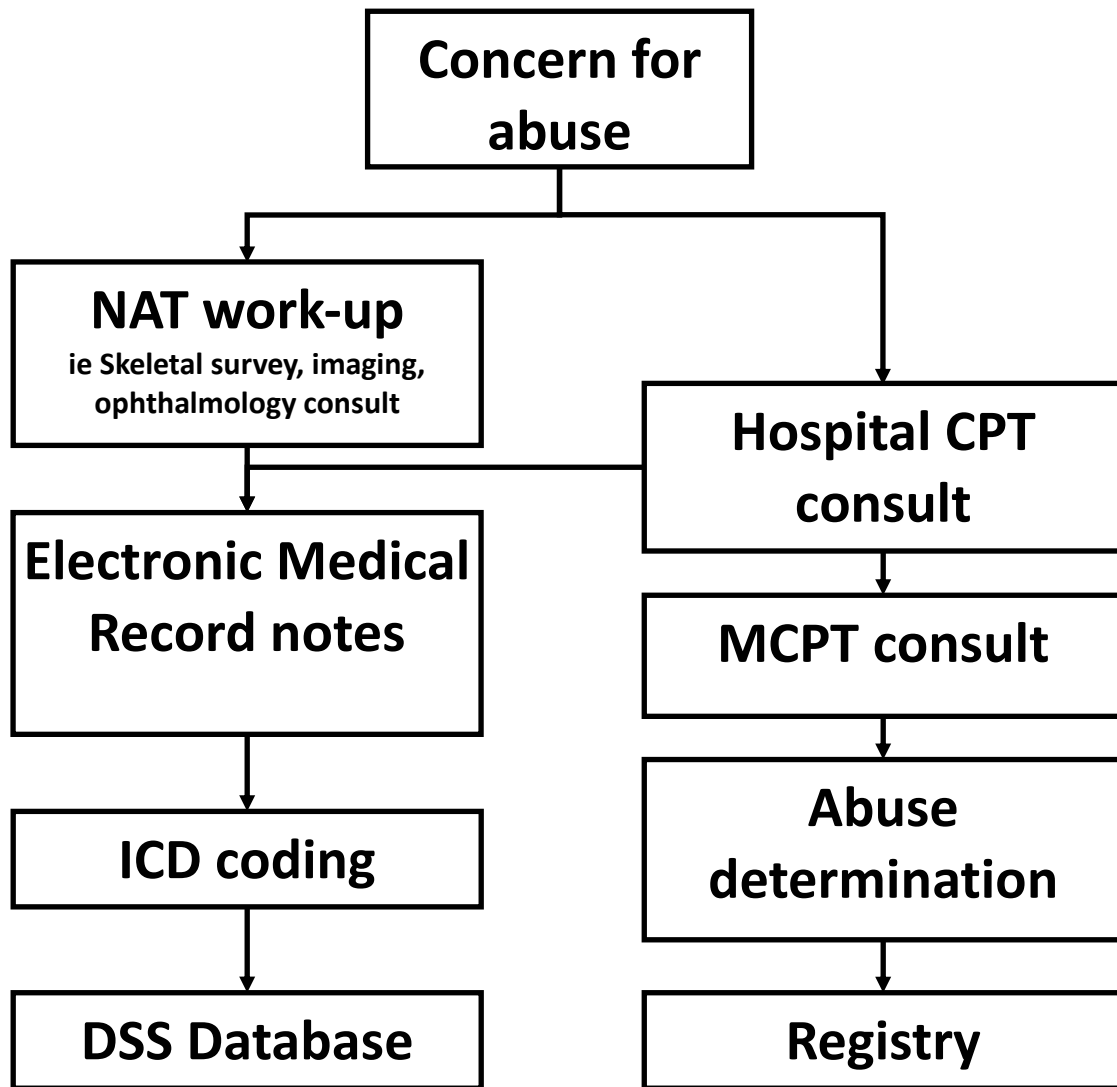 Concern for
abuse
NAT work-up
ie Skeletal survey, imaging,
ophthalmology consult
Hospital CPT
consult
Electronic Medical
Record notes
MCPT consult
Abuse
determination
ICD coding
DSS Database
Registry